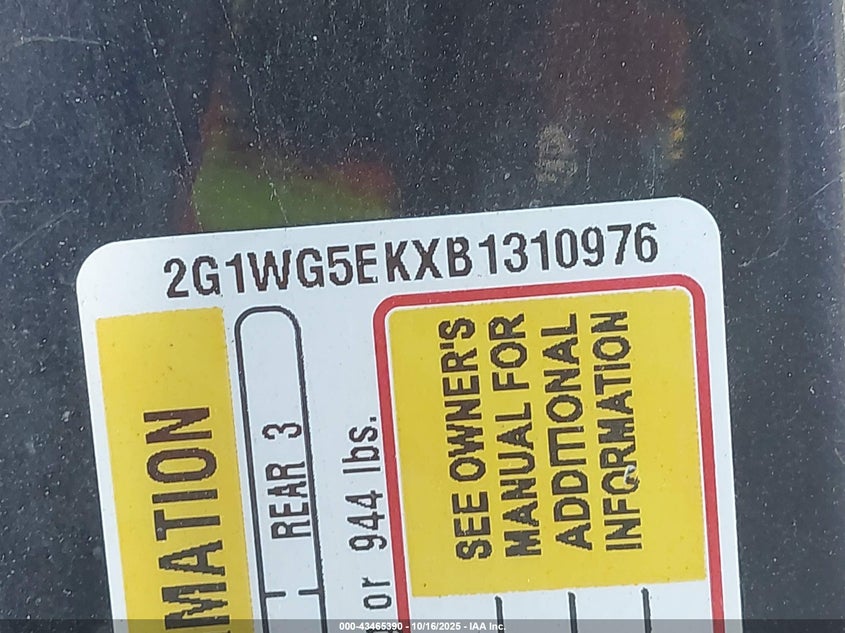 2G1WG5EKXB1310976
MATION
REAR 3
or 944 lbs.
SEE OWNER'S
MANUAL FOR
ADDITIONAL
INFORMATION
000-43465390 - 10/16/2025 - IAA Inc.